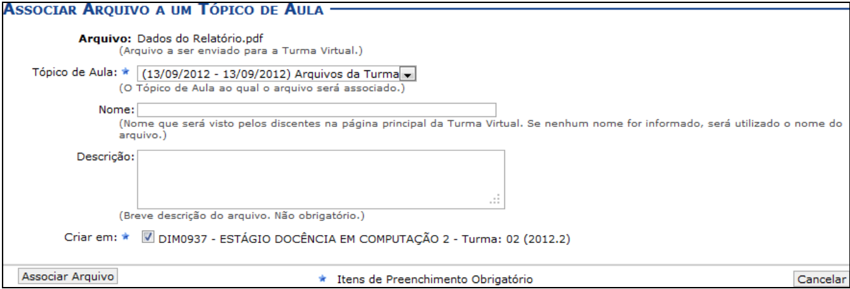 ASSOCIAR ARQUIVO A UM TÓPICO DE AULA
Arquivo: Dados do Relatório.pdf
(Arquivo a ser enviado para a Turma Virtual.)
Tópico de Aula: (13/09/2012 - 13/09/2012) Arquivos da Turma
(O Tópico de Aula ao qual o arquivo será associado.)
Nome:
(Nome que será visto pelos discentes na página principal da Turma Virtual. Se nenhum nome for informado, será utilizado o nome do
arquivo.)
Descrição:
(Breve descrição do arquivo. Não obrigatório.)
Criar em: DIM0937 - ESTÁGIO DOCÊNCIA EM COMPUTAÇÃO 2 - Turma: 02 (2012.2)
Associar Arquivo Itens de Preenchimento Obrigatório Cancelar